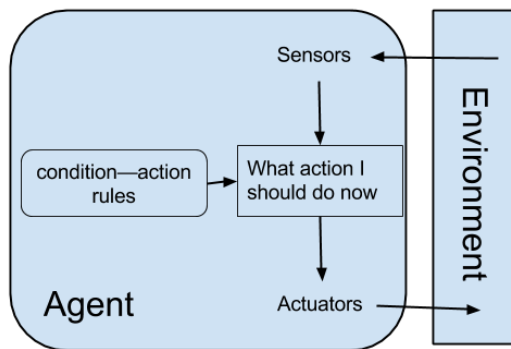 Sensors
Environment
condition—action
rules
What action I
should do now
Agent
Actuators